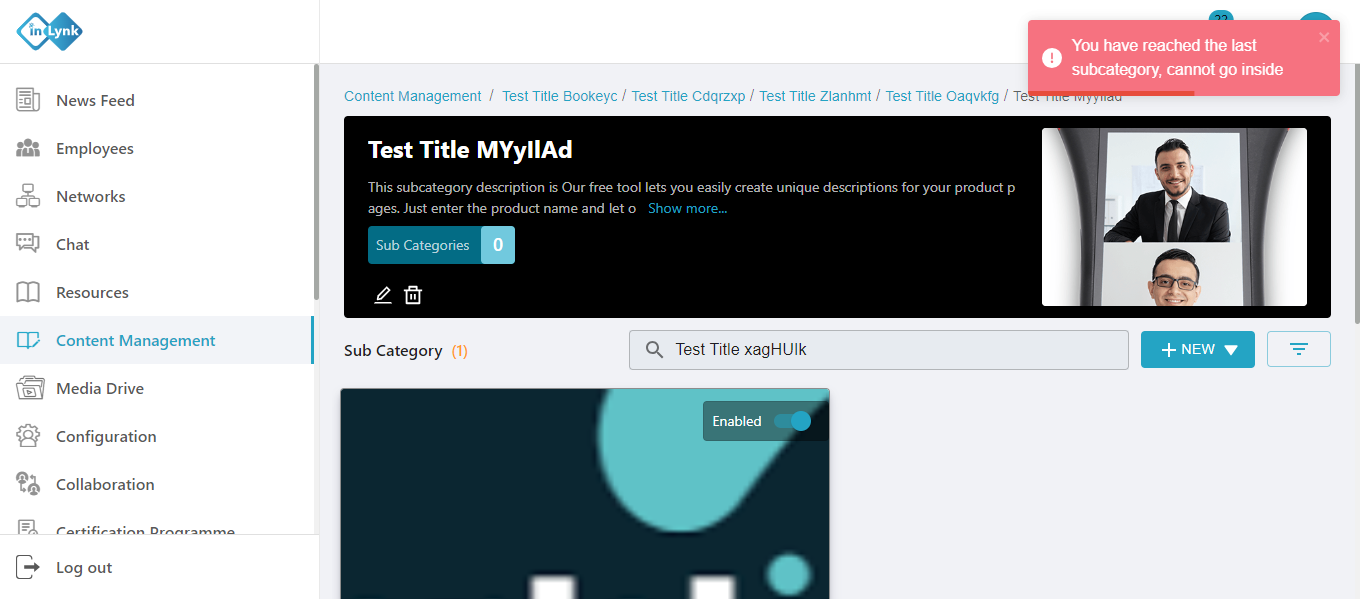 inLynk
22
You have reached the last
subcategory, cannot go inside
News Feed
Employees
Networks
Chat
Resources
Content Management
Media Drive
Configuration
Collaboration
Certification Programme
Log out
Content Management / Test Title Bookeyc / Test Title Cdqrzxp / Test Title Zlanhmt / Test Title Oaqvkfg / Test Title Myyilad
Test Title MYyIlAd
This subcategory description is Our free tool lets you easily create unique descriptions for your product p
ages. Just enter the product name and let o Show more...
Sub Categories 0
Sub Category (1)
Test Title xagHUlk
+ NEW
Enabled